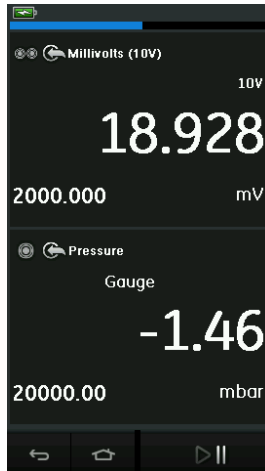 Millivolts (10V)
10V
18.928
2000.000 mV
Pressure
Gauge
-1.46
20000.00 mbar